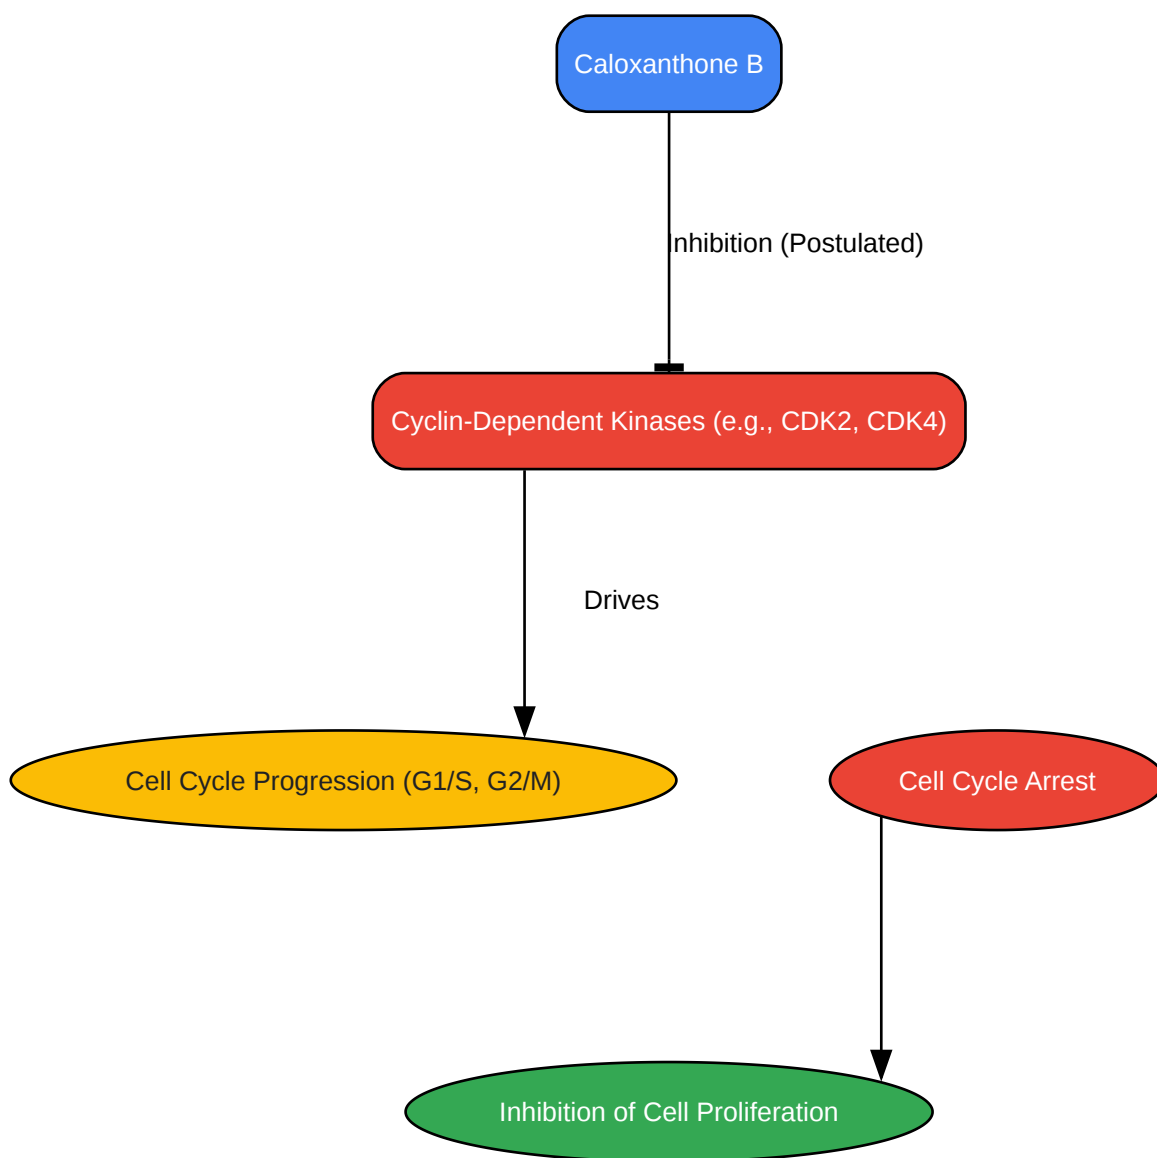 Caloxanthone B
Inhibition (Postulated)
Cyclin-Dependent Kinases (e.g., CDK2, CDK4)
Drives
Cell Cycle Progression (G1/S, G2/M)
Cell Cycle Arrest
Inhibition of Cell Proliferation